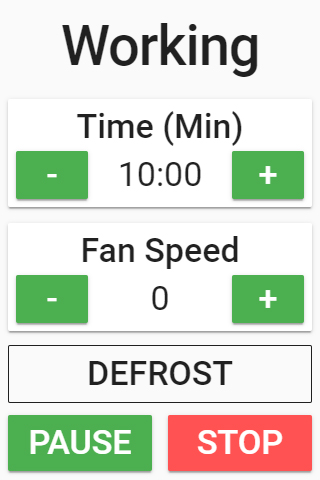 Working
Time (Min)
- 10:00 +
Fan Speed
- 0 +
DEFROST
PAUSE STOP